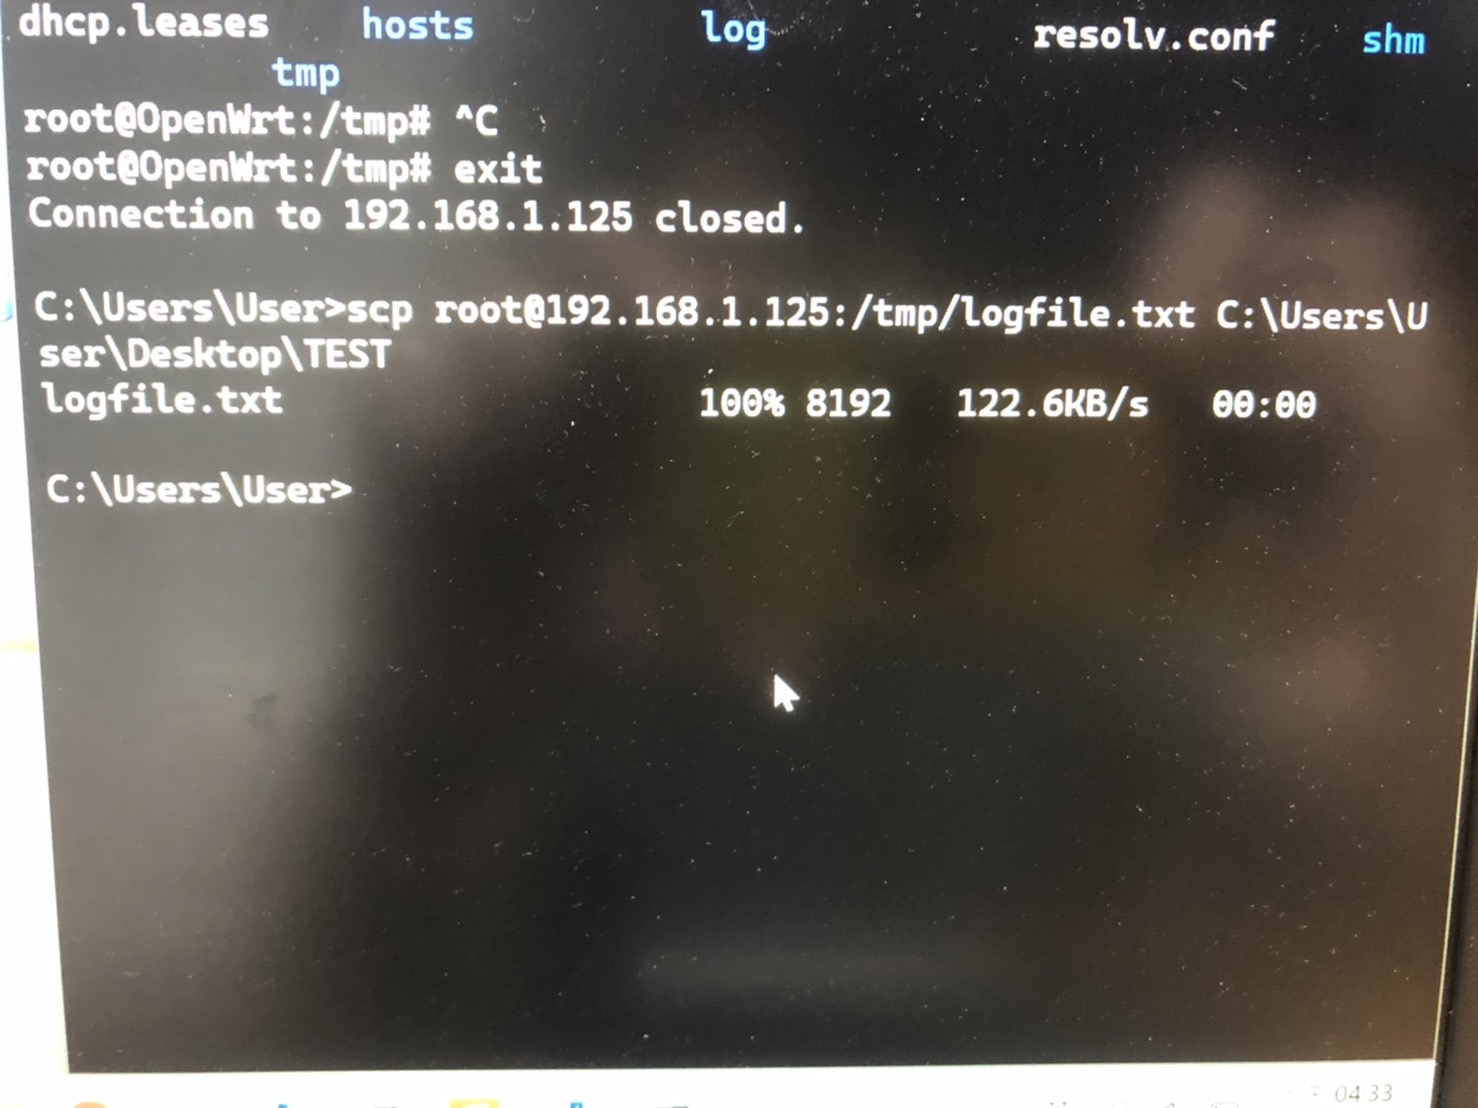 dhcp.leases hosts log resolv.conf shm
tmp
root@OpenWrt:/tmp# ^C
root@OpenWrt:/tmp# exit
Connection to 192.168.1.125 closed.
C:\Users\User>scp root@192.168.1.125:/tmp/logfile.txt C:\Users\U
ser\Desktop\TEST
logfile.txt 100% 8192 122.6KB/s 00:00
C:\Users\User>
04:33